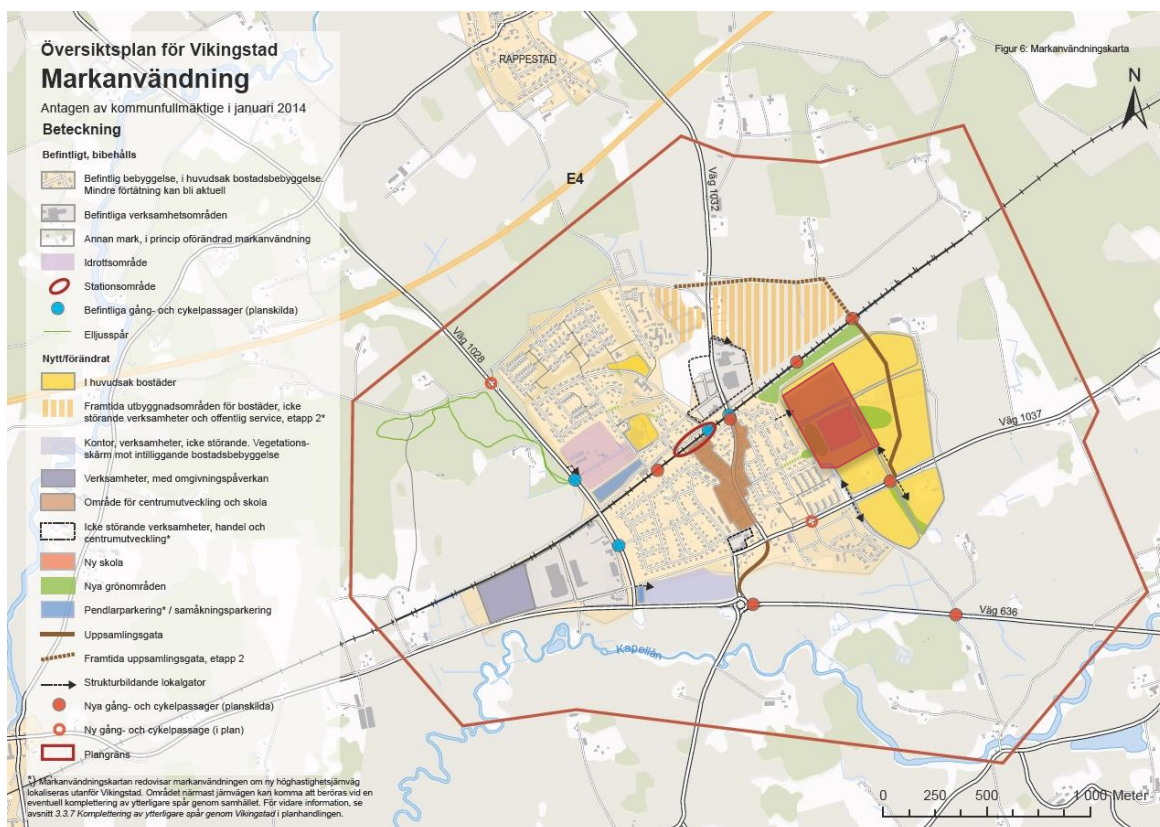 Översiktsplan för Vikingstad
Markanvändning
Antagen av kommunfullmäktige i januari 2014
Beteckning
Befintligt, bibehålls
Befintlig bebyggelse, i huvudsak bostadsbebyggelse.
Mindre förtätning kan bli aktuell
Befintliga verksamhetsområden
Annan mark, i princip oförändrad markanvändning
Idrottsområde
Stationsområde
Befintliga gång- och cykelpassager (planskilda)
Elljusspår
Nytt/förändrat
I huvudsak bostäder
Framtida utbyggnadsområden för bostäder, icke
störande verksamheter och offentlig service, etapp 2*
Kontor, verksamheter, icke störande. Vegetations-
skärm mot intilliggande bostadsbebyggelse
Verksamheter, med omgivningspåverkan
Område för centrumutveckling och skola
Icke störande verksamheter, handel och
centrumutveckling*
Ny skola
Nya grönområden
Pendlarparkering* / samåkningsparkering
Uppsamlingsgata
Framtida uppsamlingsgata, etapp 2
Strukturbildande lokalgator
Nya gång- och cykelpassager (planskilda)
Ny gång- och cykelpassage (i plan)
Plangräns
*) Markanvändningskartan redovisar markanvändningen om ny höghastighetsjärnväg
lokaliseras utanför Vikingstad. Området närmast järnvägen kan komma att beröras vid en
eventuell komplettering av ytterligare spår genom samhället. För vidare information, se
avsnitt 3.3.7 Komplettering av ytterligare spår genom Vikingstad i planhandlingen.
Figur 6: Markanvändningskarta
N
RAPPESTAD
E4
Väg 1032
Väg 1028
Väg 1037
Väg 636
Kapellån
0 250 500 1 000 Meter